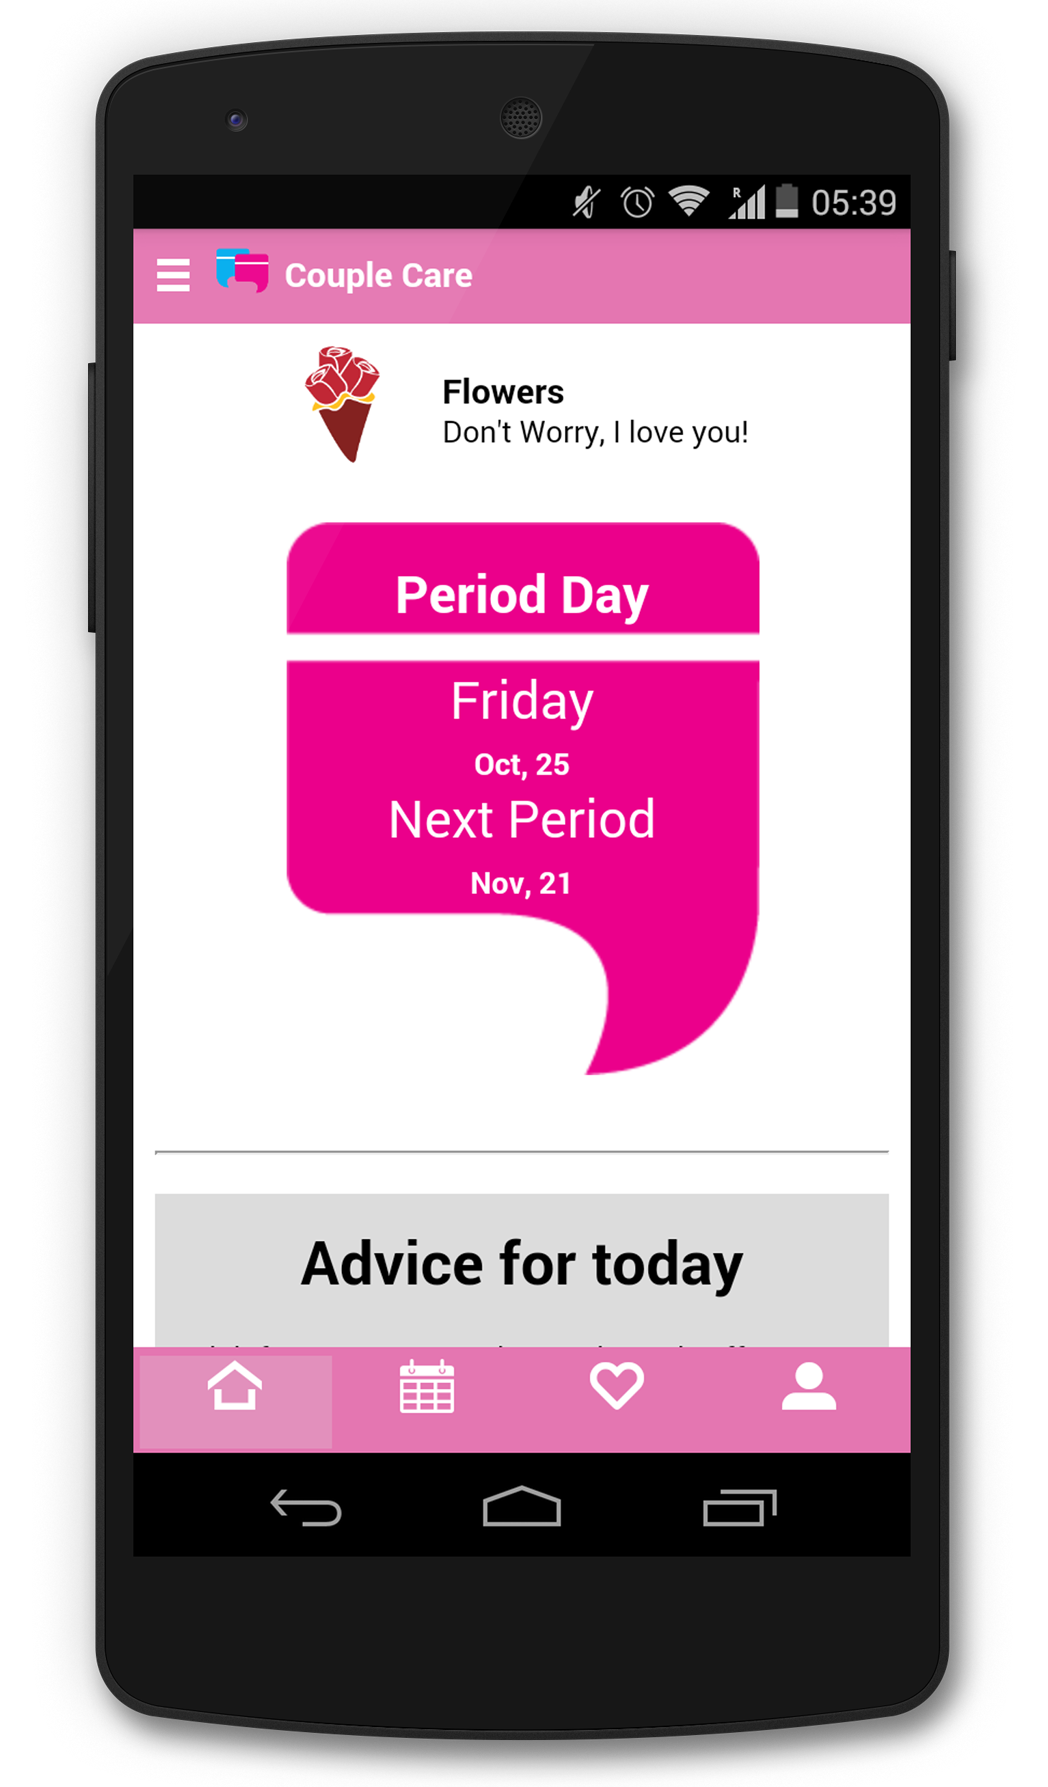 R 05:39
Couple Care
Flowers
Don't Worry, I love you!
Period Day
Friday
Oct, 25
Next Period
Nov, 21
Advice for today